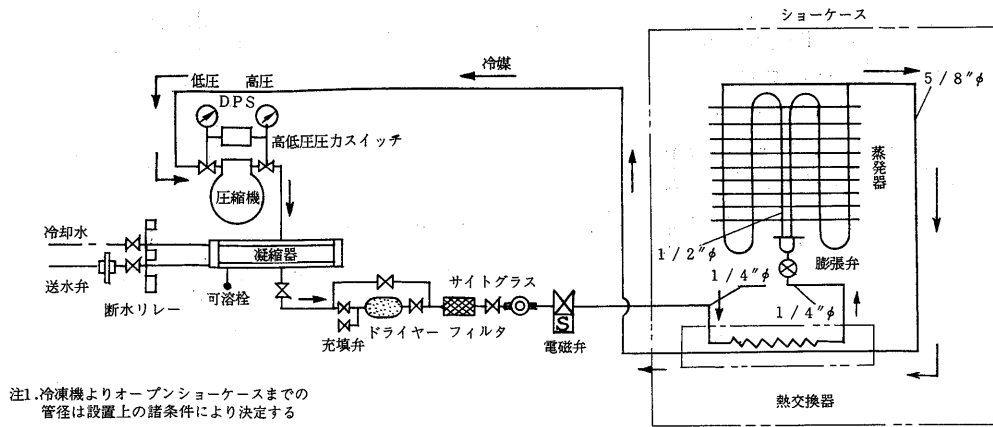 ショーケース
冷媒
低圧 高圧
DPS
高低圧圧力スイッチ
圧縮機
5/8"φ
蒸発器
冷却水
凝縮器
1/2"φ
膨張弁
送水弁
可溶栓
サイトグラス
1/4"φ
断水リレー
1/4"φ
ドライヤー フィルタ
充填弁
S
電磁弁
熱交換器
注1.冷凍機よりオープンショーケースまでの
管径は設置上の諸条件により決定する